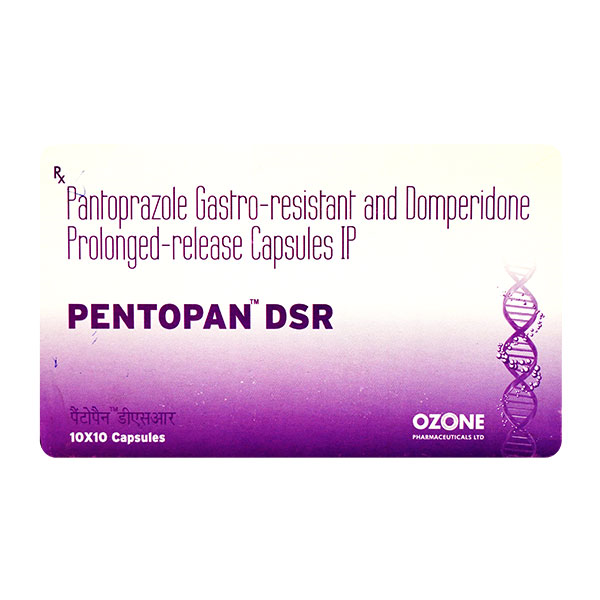 Rx
Pantoprazole Gastro-resistant and Domperidone
Prolonged-release Capsules IP
PENTOPAN™ DSR
पैंटोपैन™ डीएसआर
10X10 Capsules
OZONE
PHARMACEUTICALS LTD